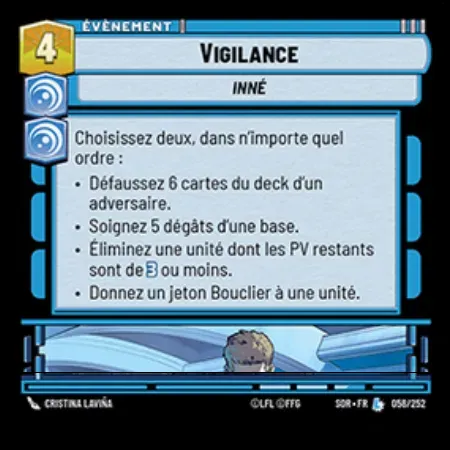 ÉVÈNEMENT
4
VIGILANCE
INNÉ
Choisissez deux, dans n'importe quel
ordre :
• Défaussez 6 cartes du deck d'un
adversaire.
• Soignez 5 dégâts d'une base.
• Éliminez une unité dont les PV restants
sont de 3 ou moins.
• Donnez un jeton Bouclier à une unité.
CRISTINA LAVIÑA ©LFL ©FFG SOR • FR L 058/252